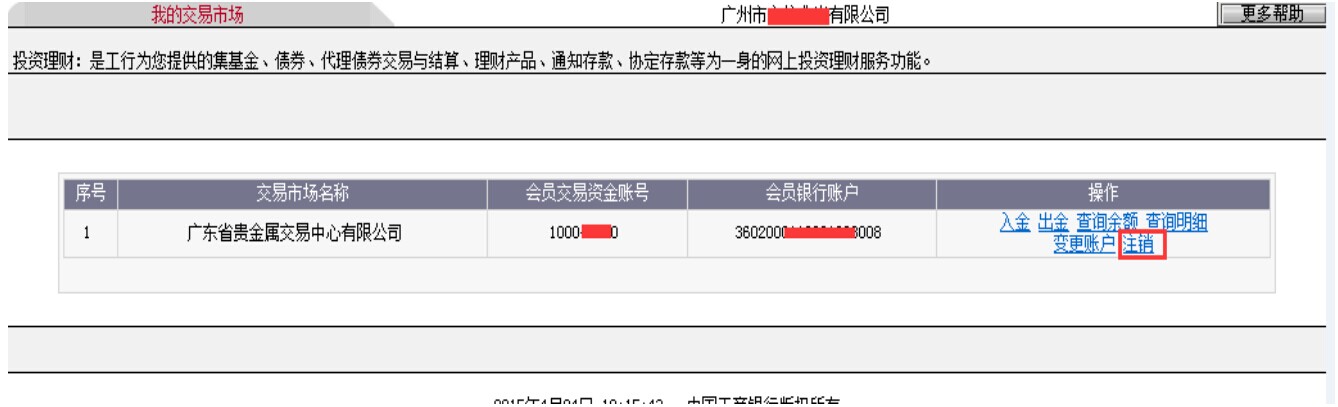 我的交易市场 广州市 有限公司 更多帮助
投资理财：是工行为您提供的集基金、债券、代理债券交易与结算、理财产品、通知存款、协定存款等为一身的网上投资理财服务功能。
序号 交易市场名称 会员交易资金账号 会员银行账户 操作
1 广东省贵金属交易中心有限公司 1000 0 3602000 8008 入金 出金 查询余额 查询明细
变更账户 注销
中国工商银行版权所有